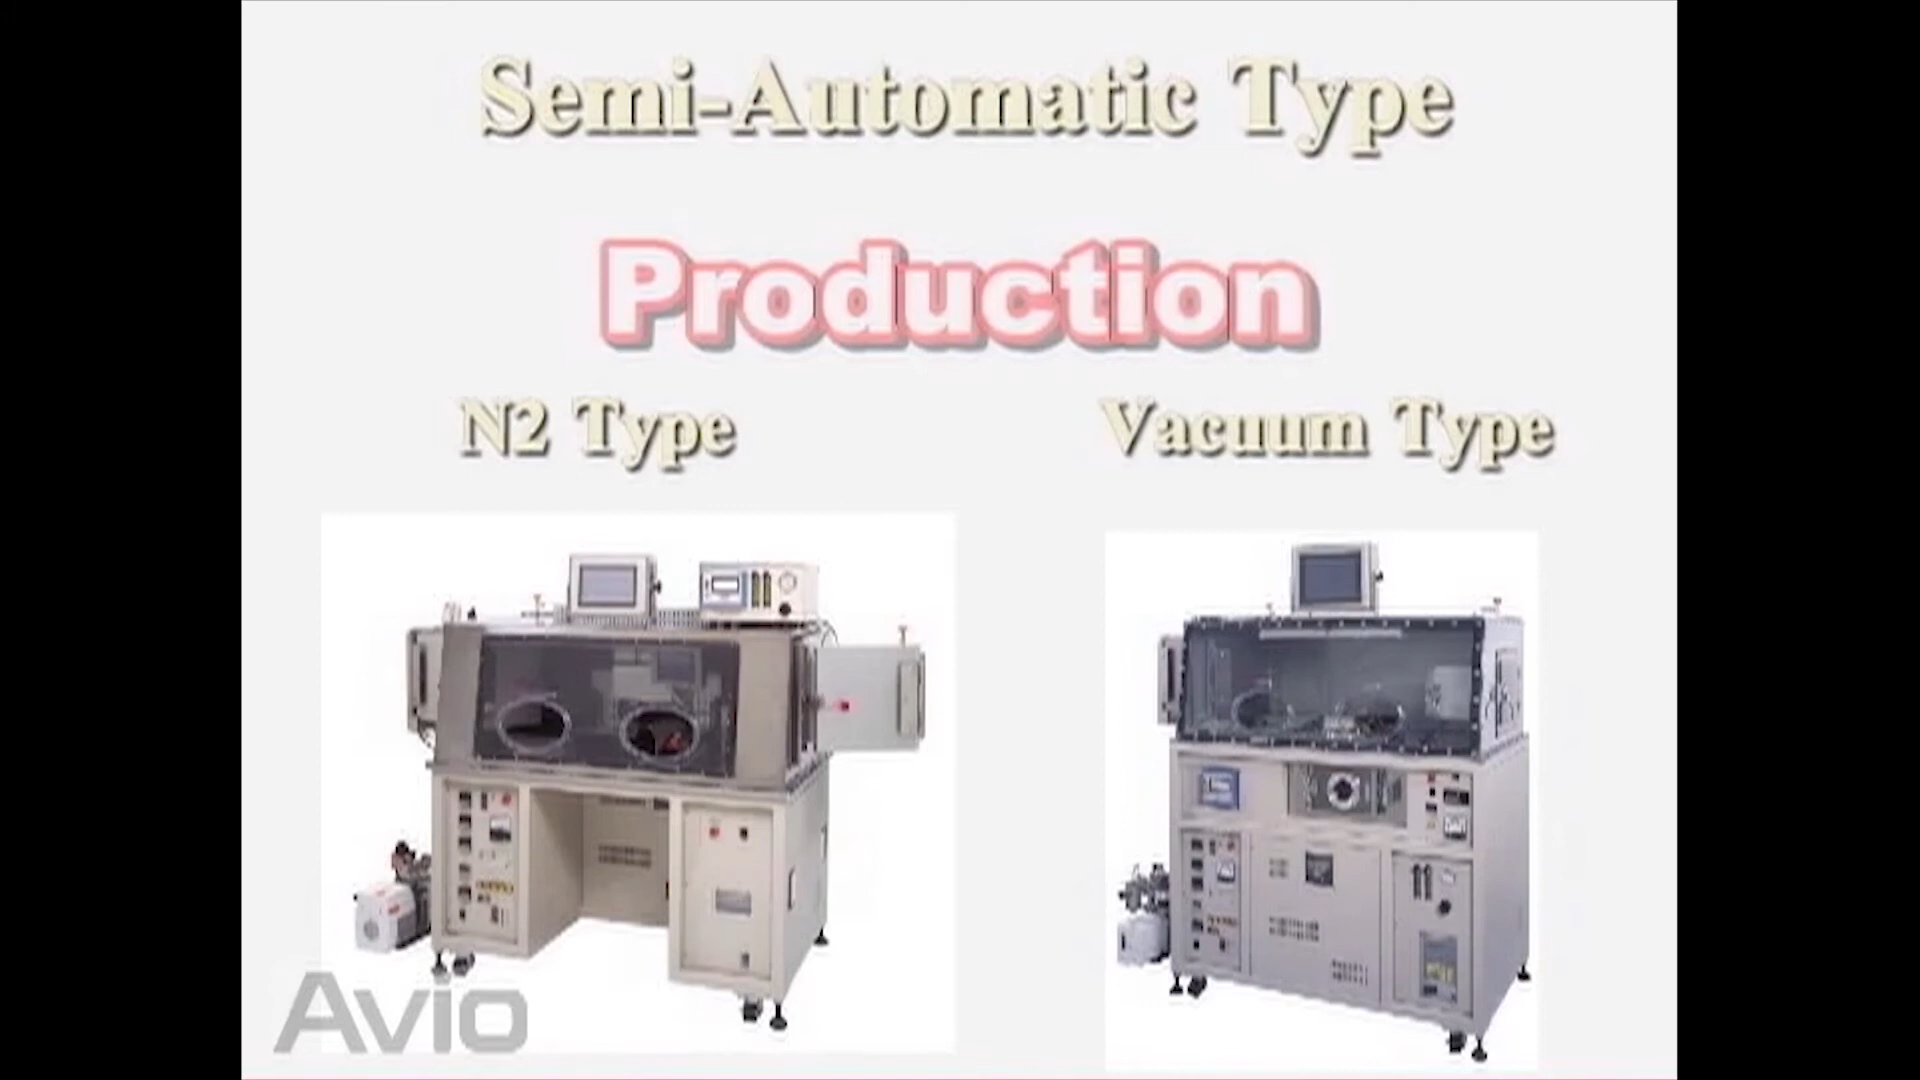 Semi-Automatic Type
Production
N2 Type
Vacuum Type
Avio